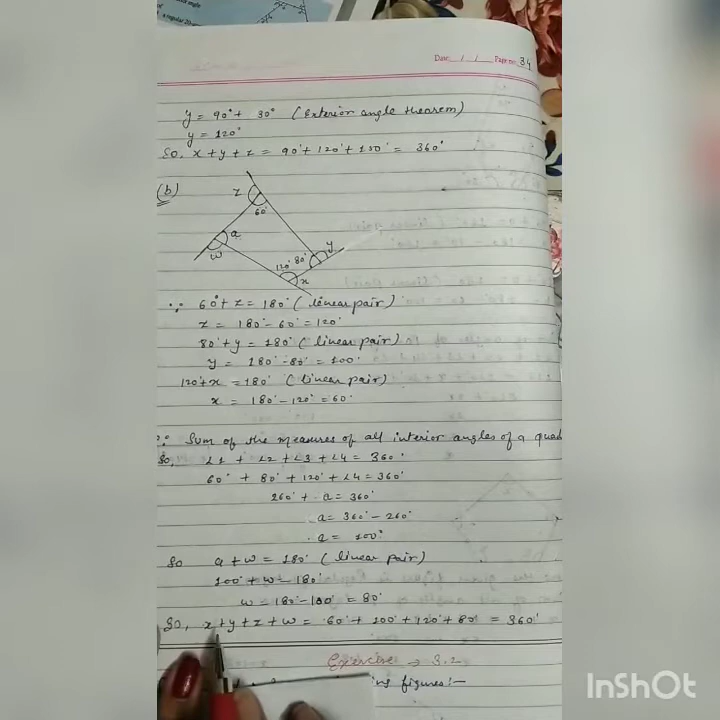 Date / / Page no: 34
y = 90° + 30° (Exterior angle theorem)
y = 120°
So, x + y + z = 90° + 120° + 150° = 360°
(b)
z
60°
a
w
120° 80° y
x
∵ 60° + z = 180° (linear pair)
z = 180° - 60° = 120°
80° + y = 180° (linear pair)
y = 180° - 80° = 100°
120° + x = 180° (linear pair)
x = 180° - 120° = 60°
∵ Sum of the measures of all interior angles of a quad
So, ∠1 + ∠2 + ∠3 + ∠4 = 360°
60° + 80° + 120° + ∠4 = 360°
260° + a = 360°
a = 360° - 260°
a = 100°
So a + w = 180° (linear pair)
100° + w = 180°
w = 180° - 100° = 80°
So, x + y + z + w = 60° + 100° + 120° + 80° = 360°
Exercise → 3.2
figures:-
InShOt